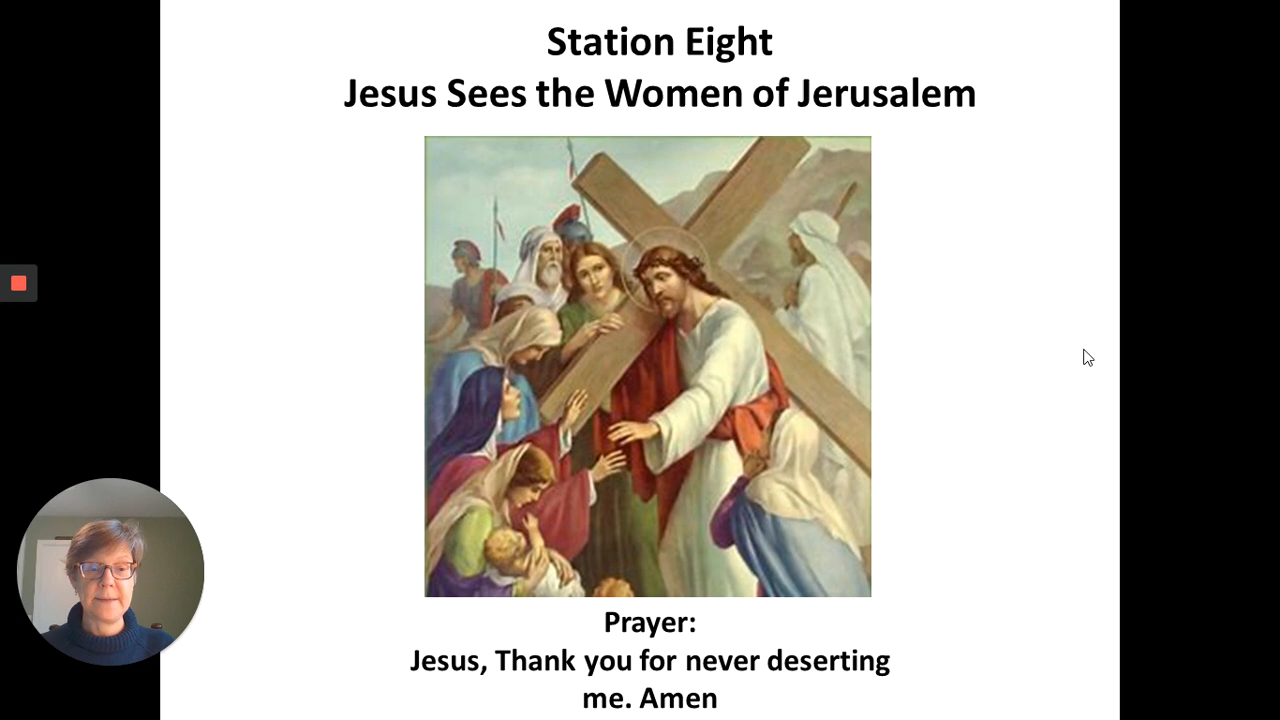 Station Eight
Jesus Sees the Women of Jerusalem
Prayer:
Jesus, Thank you for never deserting
me. Amen